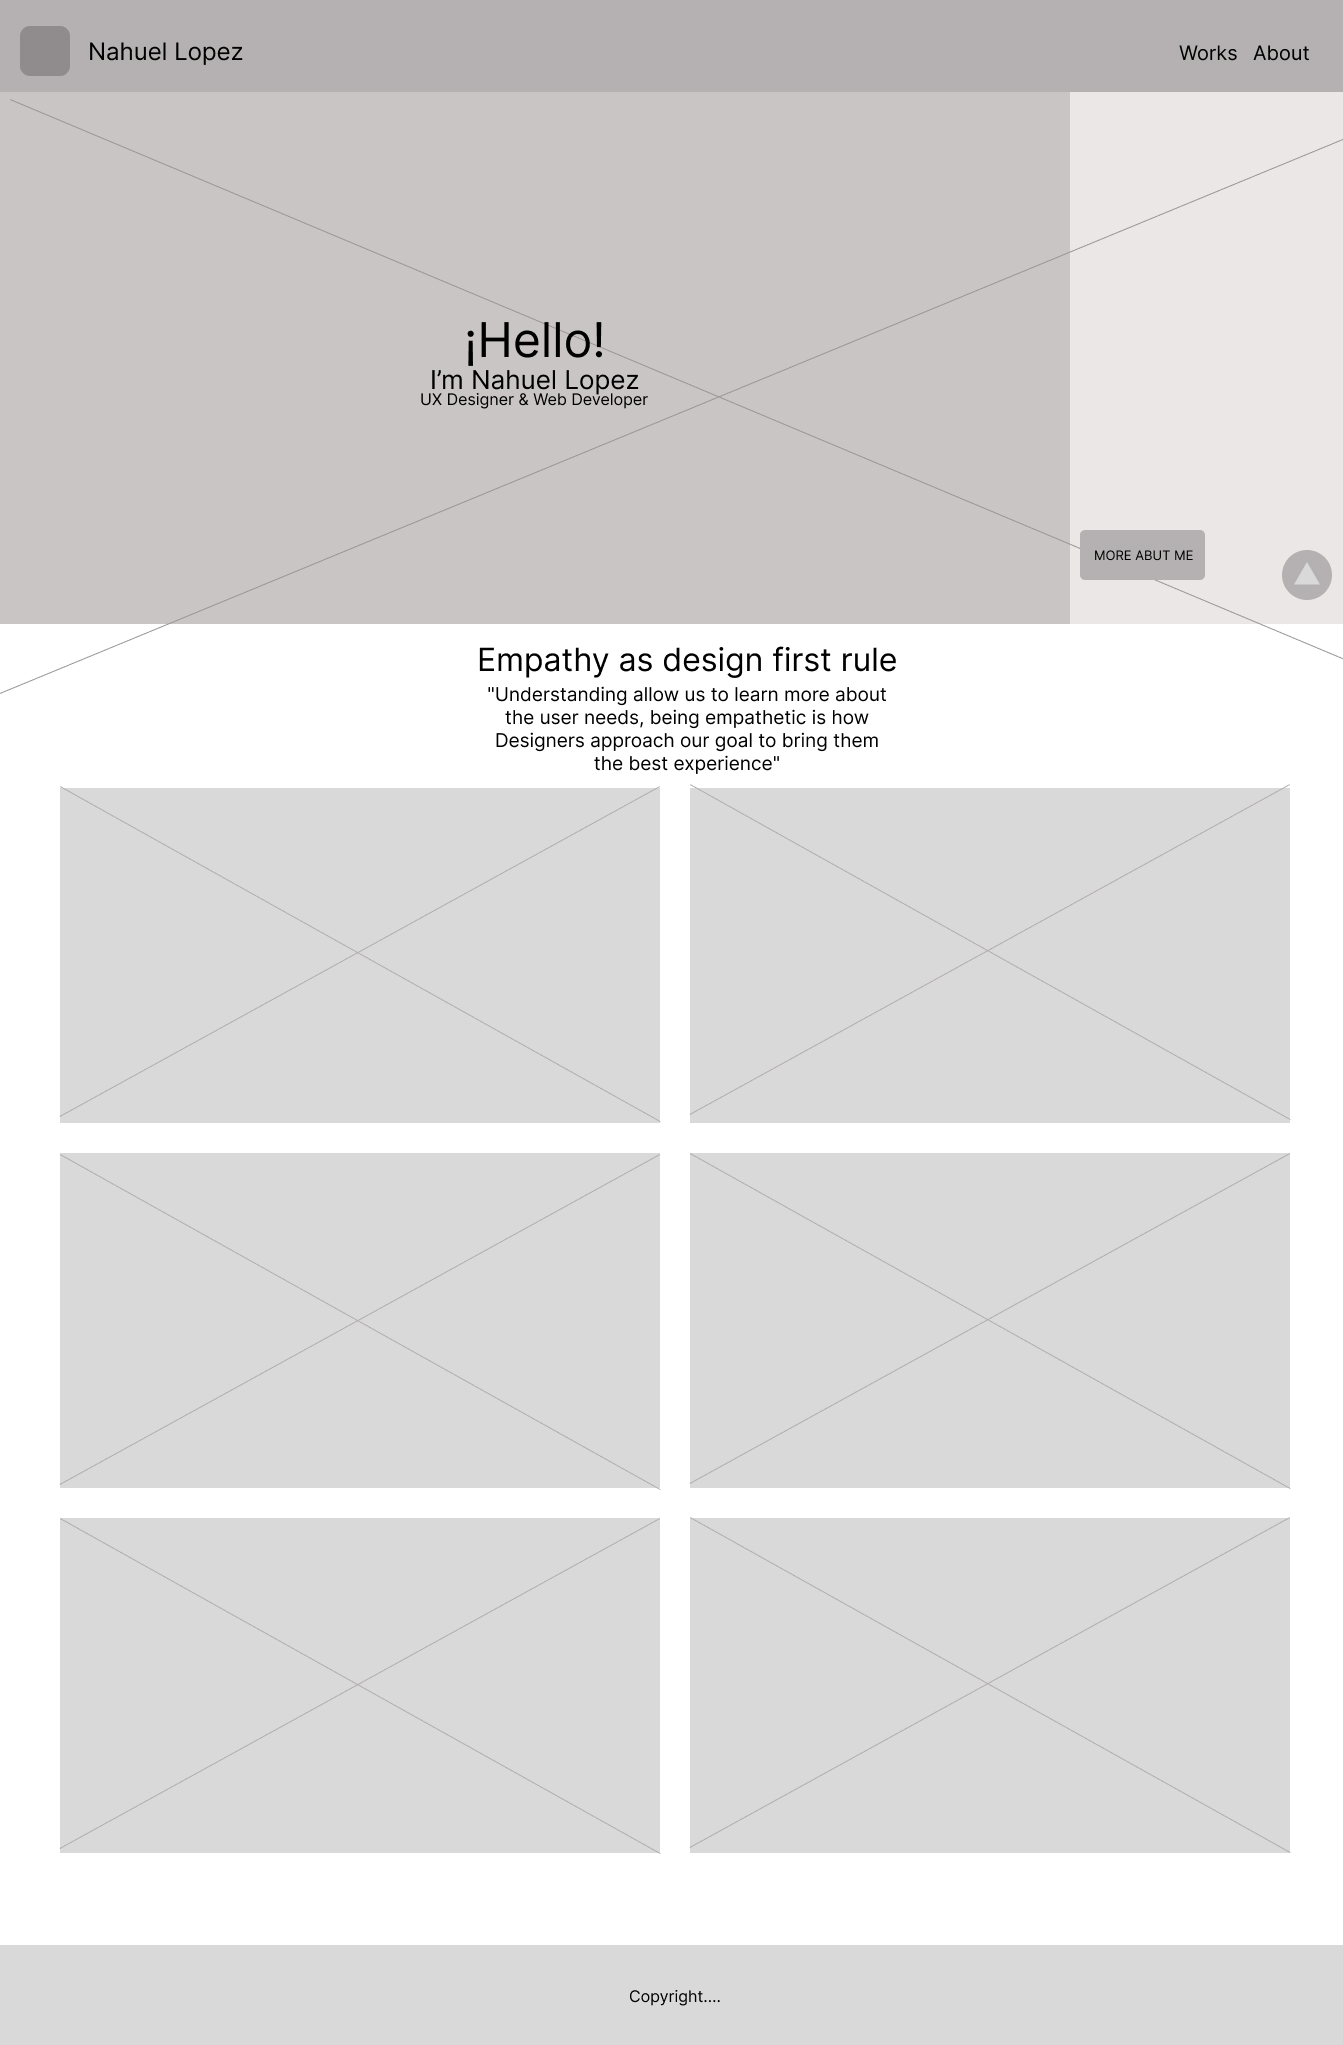 Nahuel Lopez
Works About
¡Hello!
I’m Nahuel Lopez
UX Designer & Web Developer
MORE ABUT ME
Empathy as design first rule
"Understanding allow us to learn more about
the user needs, being empathetic is how
Designers approach our goal to bring them
the best experience"
Copyright....